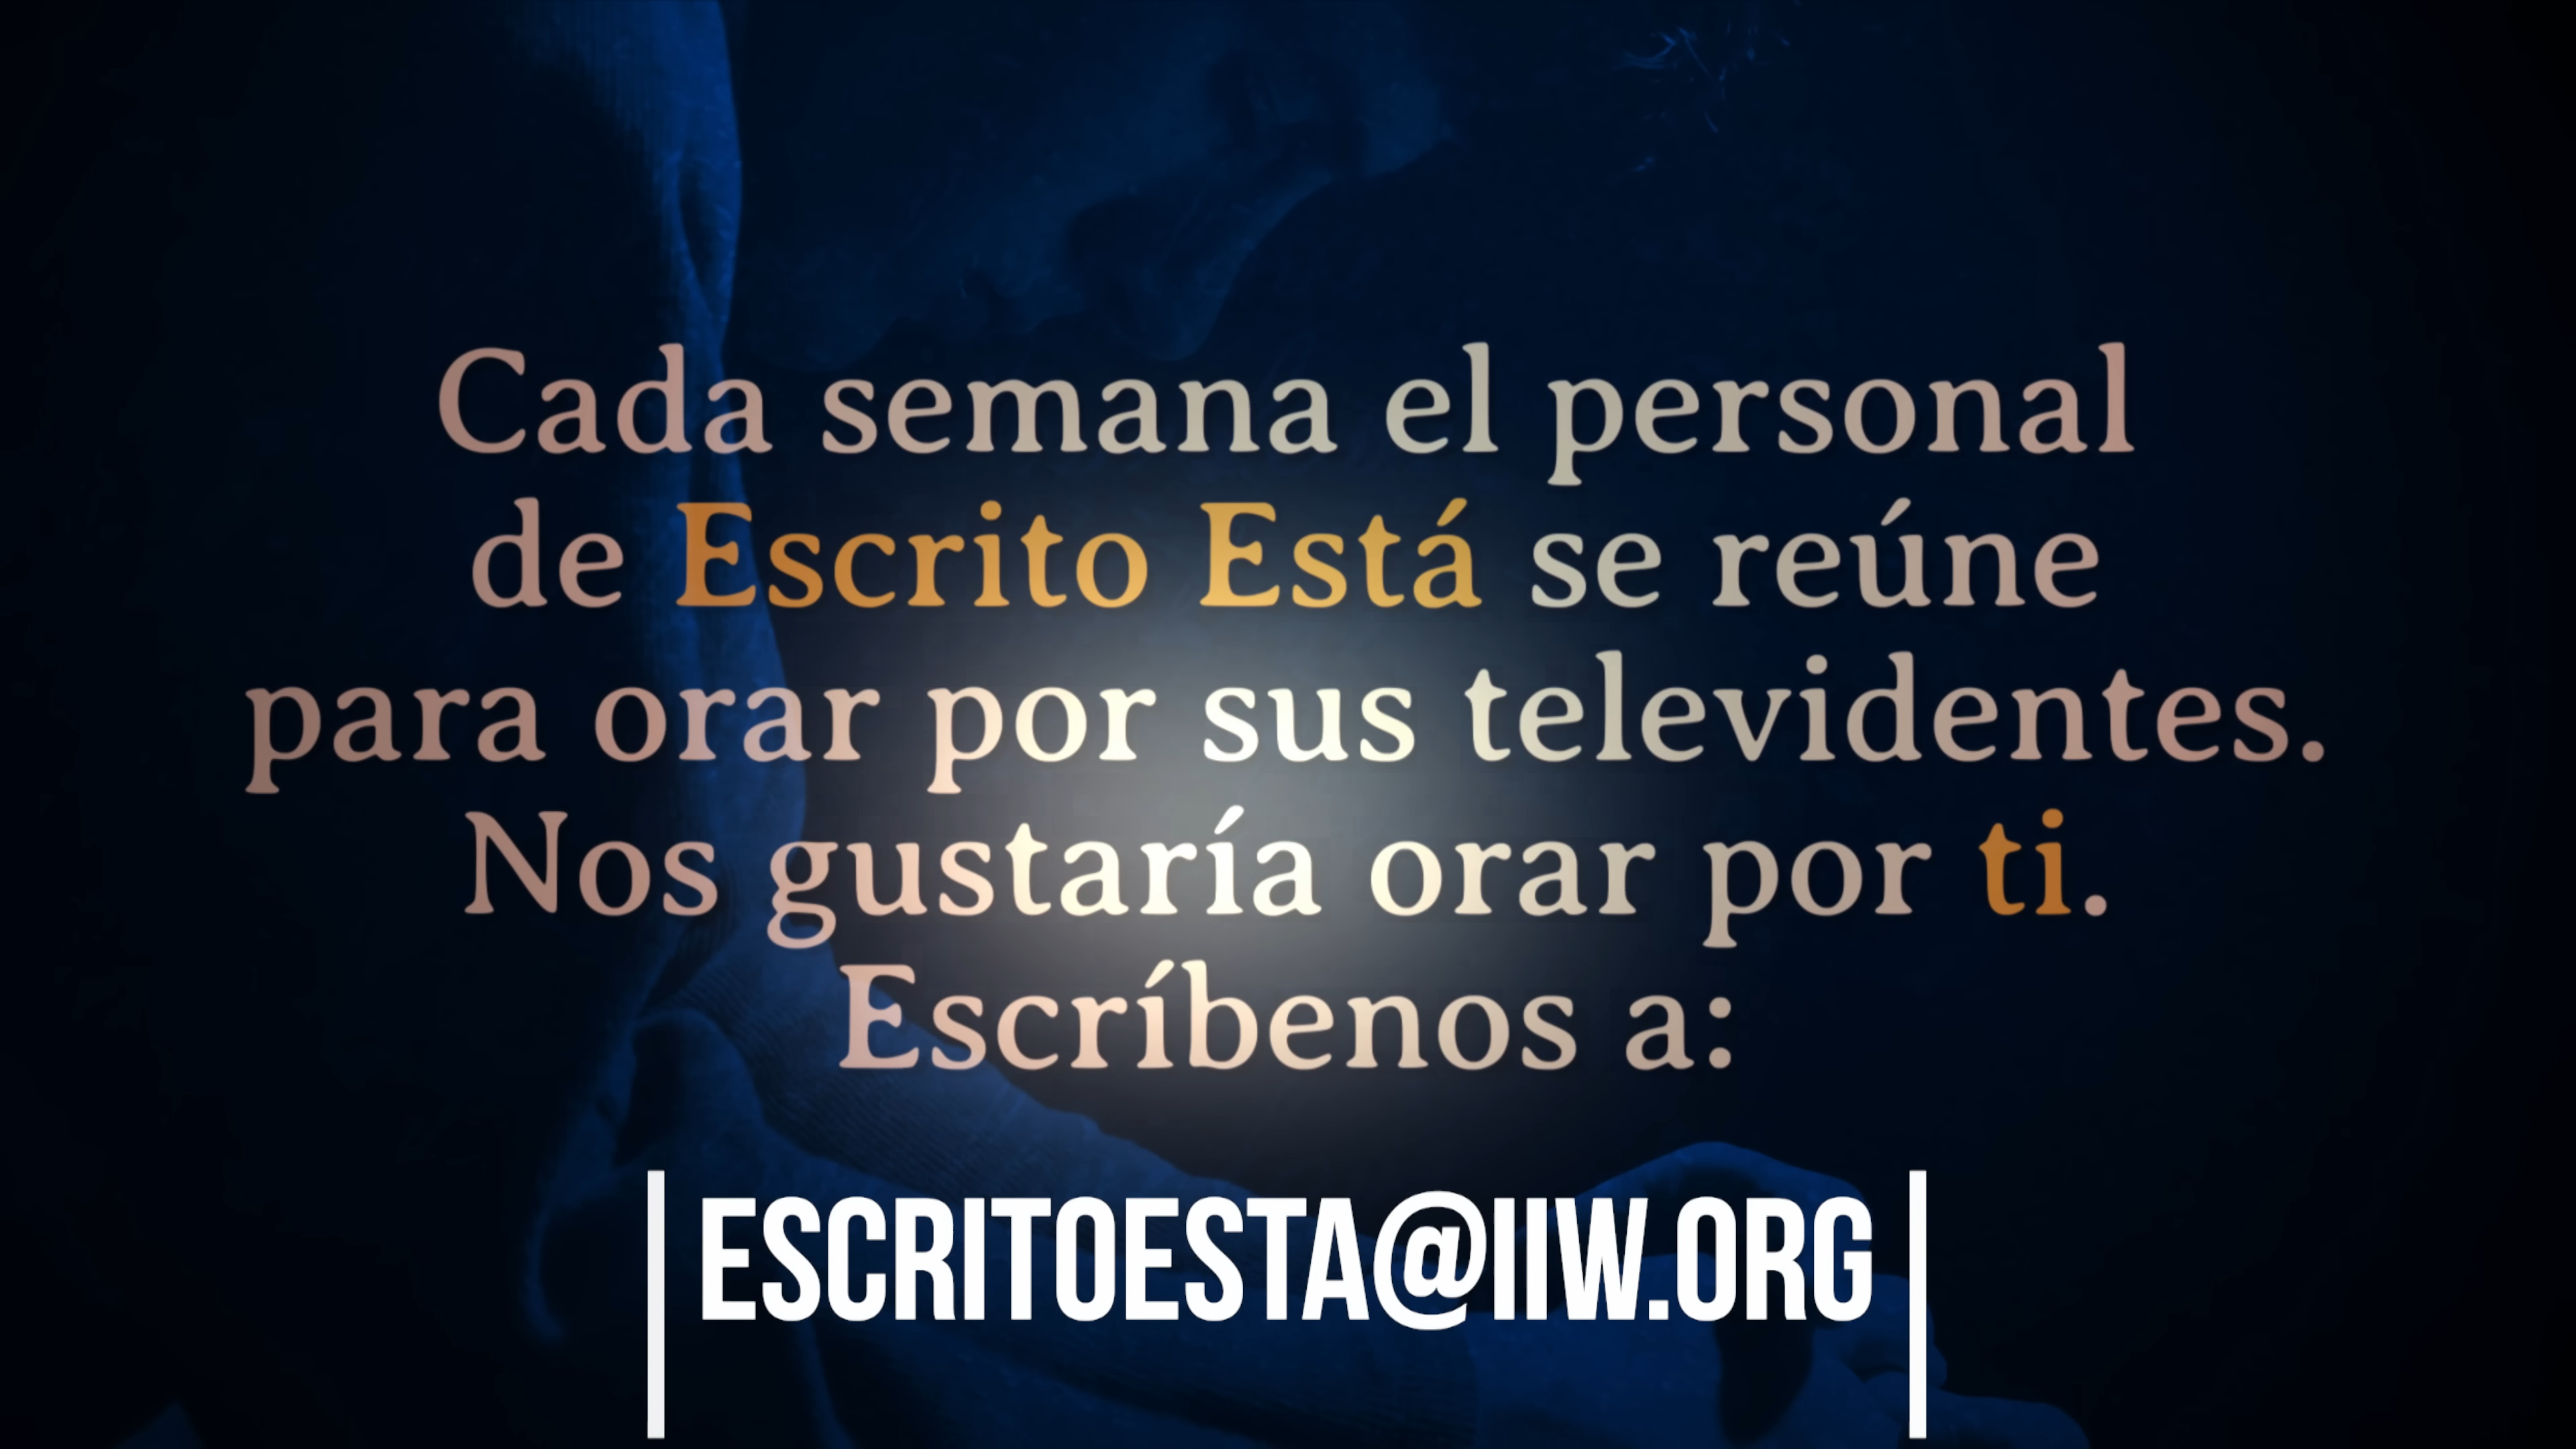 Cada semana el personal
de Escrito Está se reúne
para orar por sus televidentes.
Nos gustaría orar por ti.
Escríbenos a:
ESCRITOESTA@IIW.ORG